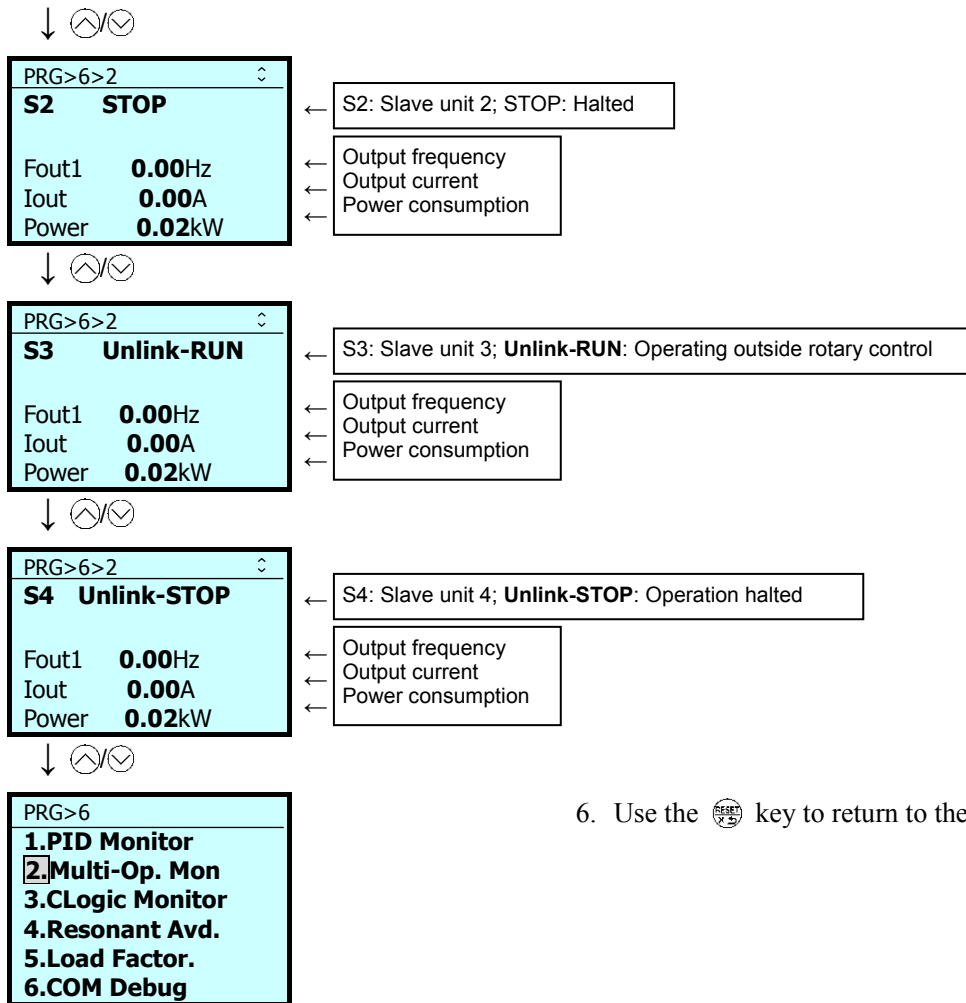 ↓ /
PRG>6>2
S2 STOP
Fout1 0.00Hz
Iout 0.00A
Power 0.02kW
← S2: Slave unit 2; STOP: Halted
← Output frequency
← Output current
← Power consumption
↓ /
PRG>6>2
S3 Unlink-RUN
Fout1 0.00Hz
Iout 0.00A
Power 0.02kW
← S3: Slave unit 3; Unlink-RUN: Operating outside rotary control
← Output frequency
← Output current
← Power consumption
↓ /
PRG>6>2
S4 Unlink-STOP
Fout1 0.00Hz
Iout 0.00A
Power 0.02kW
← S4: Slave unit 4; Unlink-STOP: Operation halted
← Output frequency
← Output current
← Power consumption
↓ /
PRG>6
1.PID Monitor
2.Multi-Op. Mon
3.CLogic Monitor
4.Resonant Avd.
5.Load Factor.
6.COM Debug
6. Use the RESET key to return to the